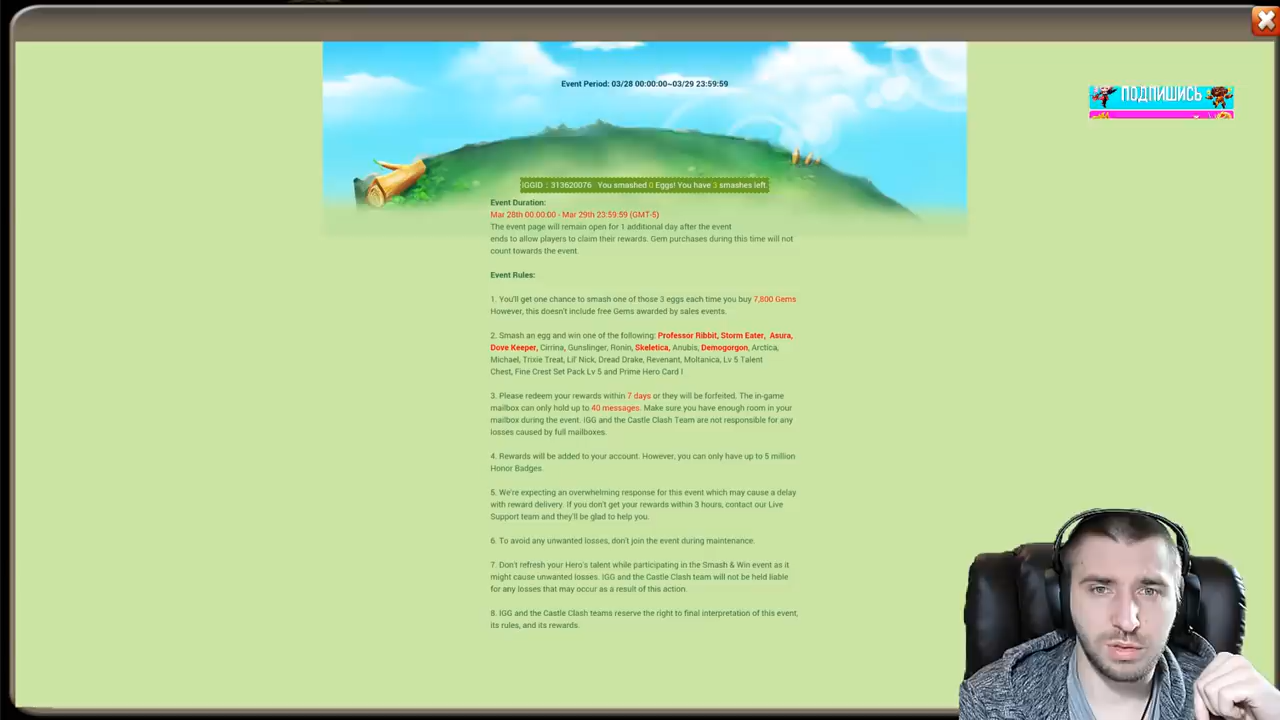 Event Period: 03/28 00:00:00~03/29 23:59:59
ПОДПИШИСЬ
IGGID : 313620076 You smashed 0 Eggs! You have 3 smashes left.
Event Duration:
Mar 28th 00:00:00 - Mar 29th 23:59:59 (GMT-5)
The event page will remain open for 1 additional day after the event
ends to allow players to claim their rewards. Gem purchases during this time will not
count towards the event.
Event Rules:
1. You'll get one chance to smash one of those 3 eggs each time you buy 7,800 Gems
However, this doesn't include free Gems awarded by sales events.
2. Smash an egg and win one of the following: Professor Ribbit, Storm Eater, Asura,
Dove Keeper, Cirrina, Gunslinger, Ronin, Skeletica, Anubis, Demogorgon, Arctica,
Michael, Trixie Treat, Lil' Nick, Dread Drake, Revenant, Moltanica, Lv 5 Talent
Chest, Fine Crest Set Pack Lv 5 and Prime Hero Card I
3. Please redeem your rewards within 7 days or they will be forfeited. The in-game
mailbox can only hold up to 40 messages. Make sure you have enough room in your
mailbox during the event. IGG and the Castle Clash Team are not responsible for any
losses caused by full mailboxes.
4. Rewards will be added to your account. However, you can only have up to 5 million
Honor Badges.
5. We're expecting an overwhelming response for this event which may cause a delay
with reward delivery. If you don't get your rewards within 3 hours, contact our Live
Support team and they'll be glad to help you.
6. To avoid any unwanted losses, don't join the event during maintenance.
7. Don't refresh your Hero's talent while participating in the Smash & Win event as it
might cause unwanted losses. IGG and the Castle Clash team will not be held liable
for any losses that may occur as a result of this action.
8. IGG and the Castle Clash teams reserve the right to final interpretation of this event,
its rules, and its rewards.